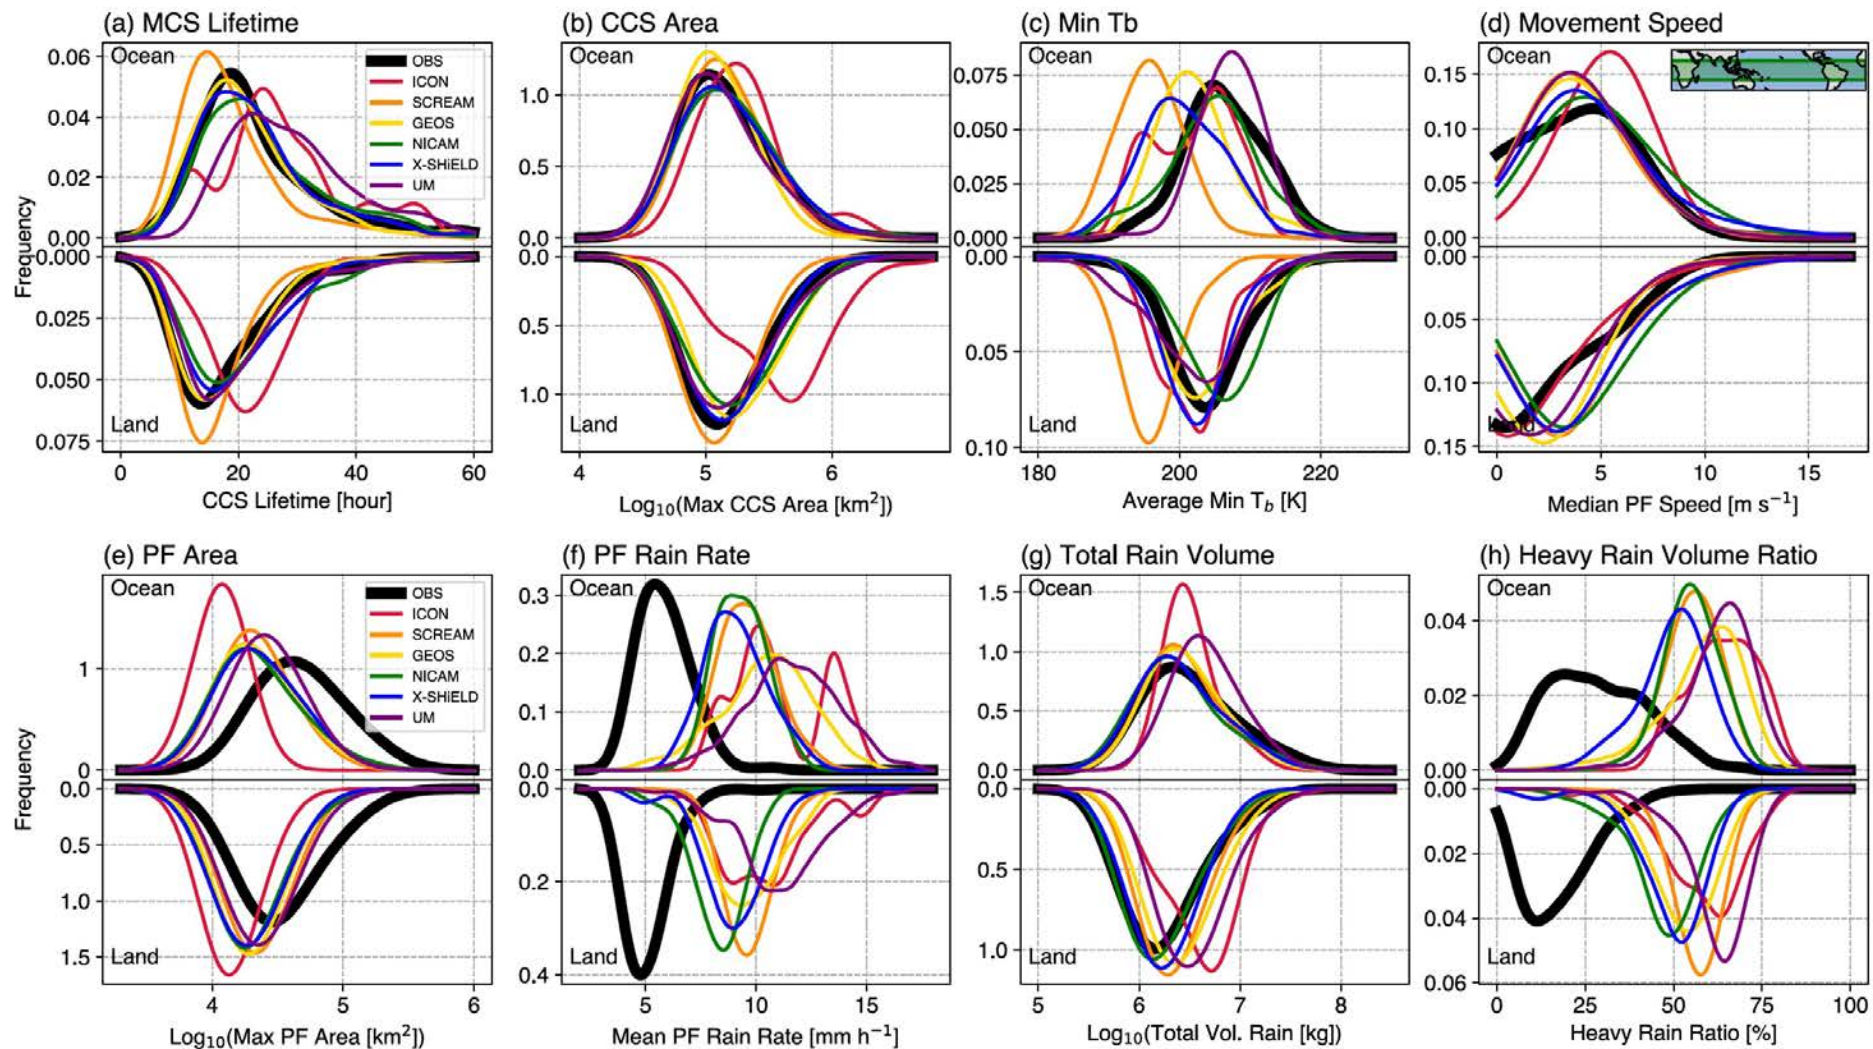 (a) MCS Lifetime
Ocean
OBS
ICON
SCREAM
GEOS
NICAM
X-SHiELD
UM
0.06
0.04
0.02
0.00
0.000
0.025
0.050
0.075
Land
Frequency
0
20
40
60
CCS Lifetime [hour]
(b) CCS Area
Ocean
1.0
0.5
0.0
0.0
0.5
1.0
Land
4
5
6
Log₁₀(Max CCS Area [km²])
(c) Min Tb
Ocean
0.075
0.050
0.025
0.000
0.00
0.05
0.10
Land
180
200
220
Average Min T_b [K]
(d) Movement Speed
Ocean
0.15
0.10
0.05
0.00
0.00
0.05
0.10
0.15
Land
0
5
10
15
Median PF Speed [m s⁻¹]
(e) PF Area
Ocean
OBS
ICON
SCREAM
GEOS
NICAM
X-SHiELD
UM
1
0
0.0
0.5
1.0
1.5
Land
Frequency
4
5
6
Log₁₀(Max PF Area [km²])
(f) PF Rain Rate
Ocean
0.3
0.2
0.1
0.0
0.0
0.2
0.4
Land
5
10
15
Mean PF Rain Rate [mm h⁻¹]
(g) Total Rain Volume
Ocean
1.5
1.0
0.5
0.0
0.0
0.5
1.0
Land
5
6
7
8
Log₁₀(Total Vol. Rain [kg])
(h) Heavy Rain Volume Ratio
Ocean
0.04
0.02
0.00
0.00
0.02
0.04
0.06
Land
0
25
50
75
100
Heavy Rain Ratio [%]